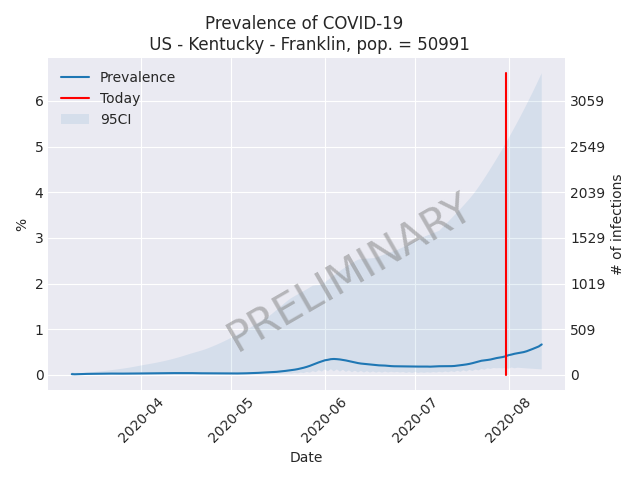 Prevalence of COVID-19
US - Kentucky - Franklin, pop. = 50991
Prevalence
Today
95CI
6
5
4
3
2
1
0
%
3059
2549
2039
1529
1019
509
0
# of infections
PRELIMINARY
2020-04
2020-05
2020-06
2020-07
2020-08
Date